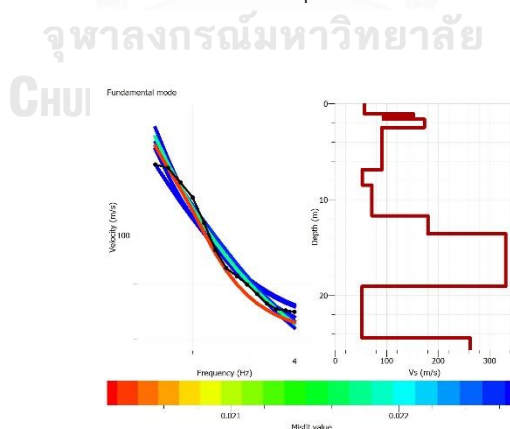 จุฬาลงกรณ์มหาวิทยาลัย
CHUL
Fundamental mode
Velocity (m/s)
100
4
Frequency (Hz)
0
10
20
Depth (m)
0 100 200 300
Vs (m/s)
0.021 0.022
Misfit value